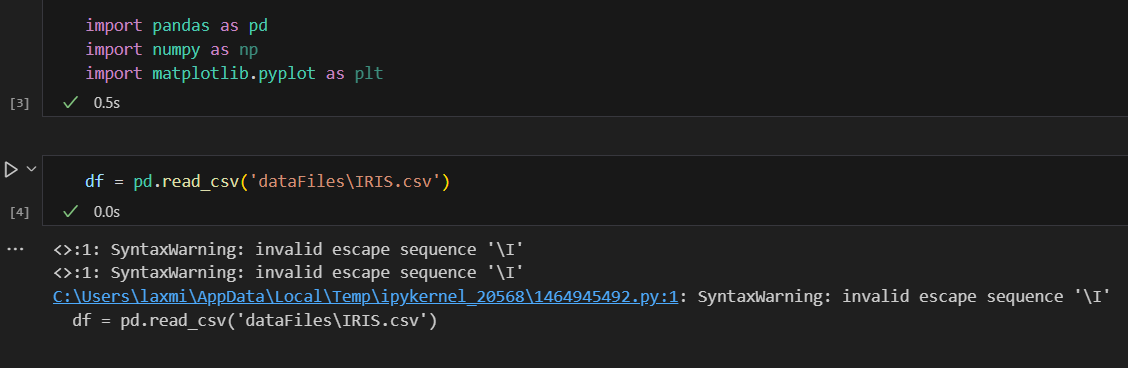 import pandas as pd
import numpy as np
import matplotlib.pyplot as plt
[3]
0.5s
df = pd.read_csv('dataFiles\IRIS.csv')
[4]
0.0s
...
<>:1: SyntaxWarning: invalid escape sequence '\I'
<>:1: SyntaxWarning: invalid escape sequence '\I'
C:\Users\laxmi\AppData\Local\Temp\ipykernel_20568\1464945492.py:1: SyntaxWarning: invalid escape sequence '\I'
  df = pd.read_csv('dataFiles\IRIS.csv')